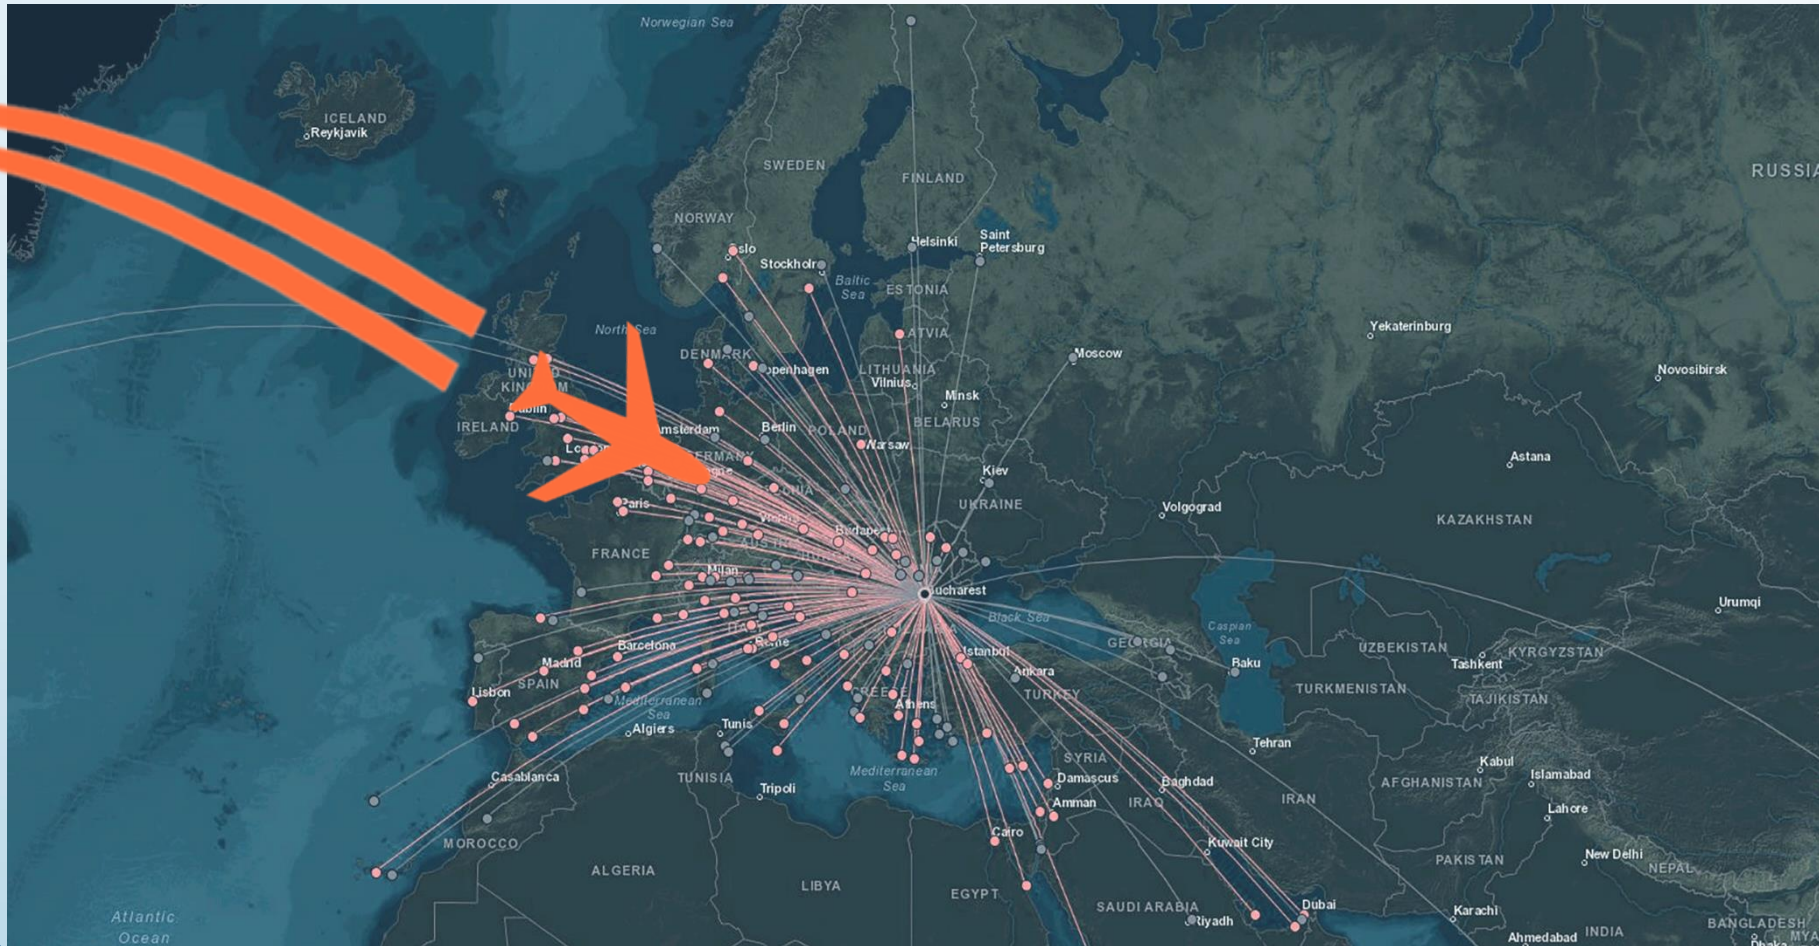 Norwegian Sea
ICELAND
Reykjavik
SWEDEN
FINLAND
RUSSIA
NORWAY
Helsinki
Saint
Petersburg
Baltic
Sea
ESTONIA
North Sea
Yekaterinburg
DENMARK
Moscow
LITHUANIA
Vilnius
Novosibirsk
Minsk
BELARUS
IRELAND
Berlin
POLAND
Warsaw
Astana
Kiev
UKRAINE
Volgograd
KAZAKHSTAN
Paris
Budapest
FRANCE
Milan
Bucharest
Black Sea
Caspian
Sea
Urumqi
GEORGIA
Barcelona
Rome
Istanbul
UZBEKISTAN
KYRGYZSTAN
Tashkent
Madrid
SPAIN
Ankara
TURKEY
Baku
TURKMENISTAN
TAJIKISTAN
Lisbon
Mediterranean
Sea
GREECE
Athens
Algiers
Tunis
Tehran
SYRIA
Kabul
Islamabad
Casablanca
TUNISIA
Mediterranean
Sea
Damascus
Baghdad
AFGHANISTAN
Tripoli
Amman
IRAQ
IRAN
Lahore
Cairo
MOROCCO
Kuwait City
New Delhi
PAKISTAN
NEPAL
ALGERIA
LIBYA
EGYPT
SAUDI ARABIA
Riyadh
Dubai
Karachi
Atlantic
Ocean
Ahmedabad
INDIA
BANGLADESH